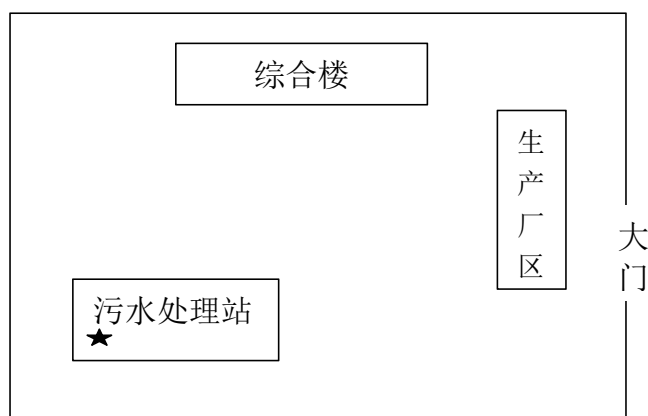 综合楼
生产厂区
大门
污水处理站